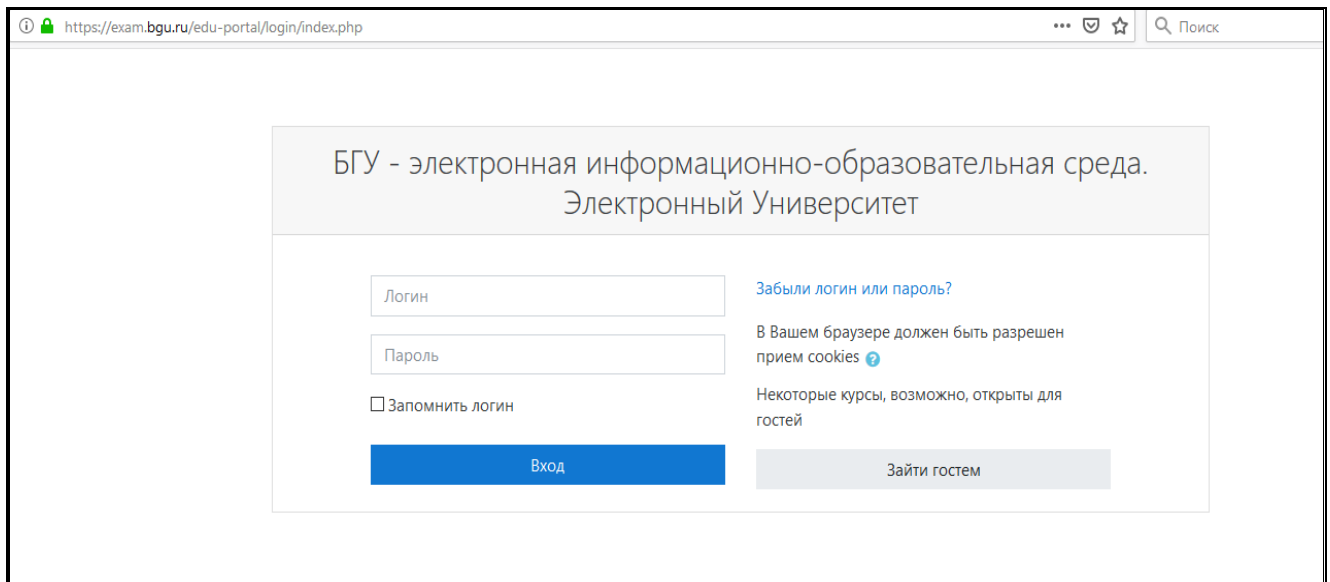 https://exam.bgu.ru/edu-portal/login/index.php
Поиск
БГУ - электронная информационно-образовательная среда.
Электронный Университет
Логин
Пароль
Запомнить логин
Вход
Забыли логин или пароль?
В Вашем браузере должен быть разрешен
прием cookies ?
Некоторые курсы, возможно, открыты для
гостей
Зайти гостем